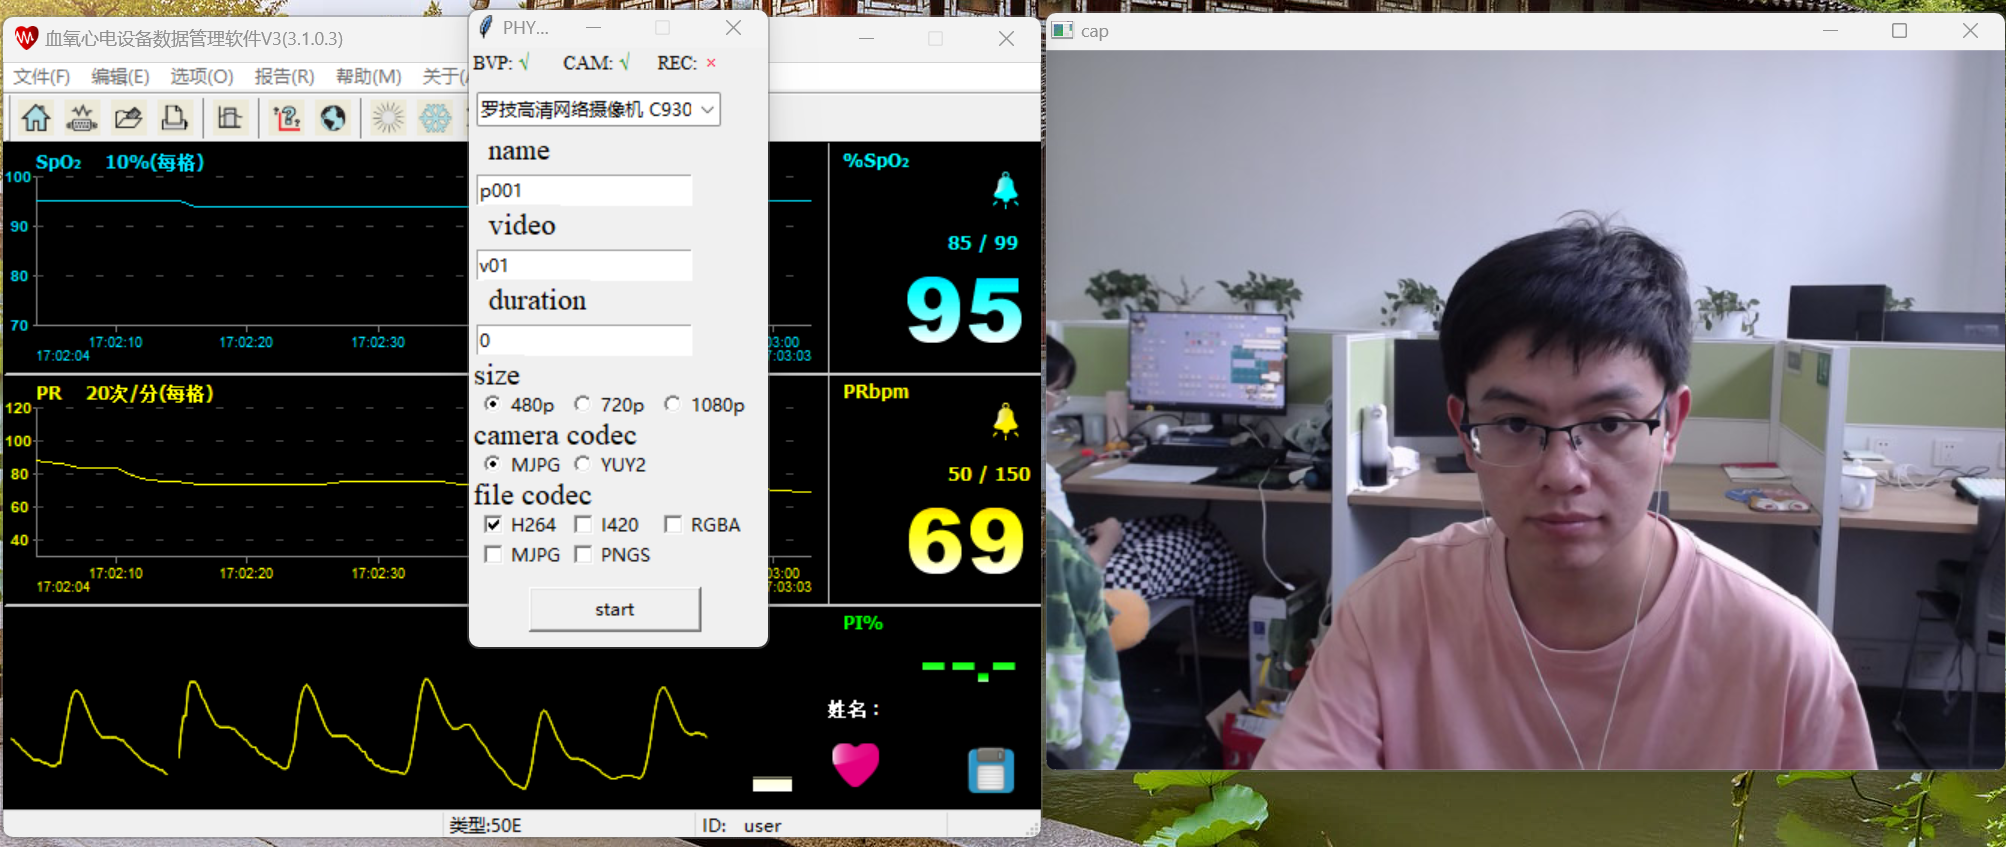 血氧心电设备数据管理软件V3(3.1.0.3)
文件(F) 编辑(E) 选项(O) 报告(R) 帮助(M) 关于(
SpO₂ 10%(每格)
100
90
80
70
17:02:10 17:02:20 17:02:30 03:00
17:02:04 7:03:03
PR 20次/分(每格)
120
100
80
60
40
17:02:10 17:02:20 17:02:30 03:00
17:02:04 7:03:03
%SpO₂
85 / 99
95
PRbpm
50 / 150
69
PI%
--.-
姓名：
类型:50E ID: user
PHY...
BVP: √ CAM: √ REC: ×
罗技高清网络摄像机 C930
name
p001
video
v01
duration
0
size
480p 720p 1080p
camera codec
MJPG YUY2
file codec
H264 I420 RGBA
MJPG PNGS
start
cap